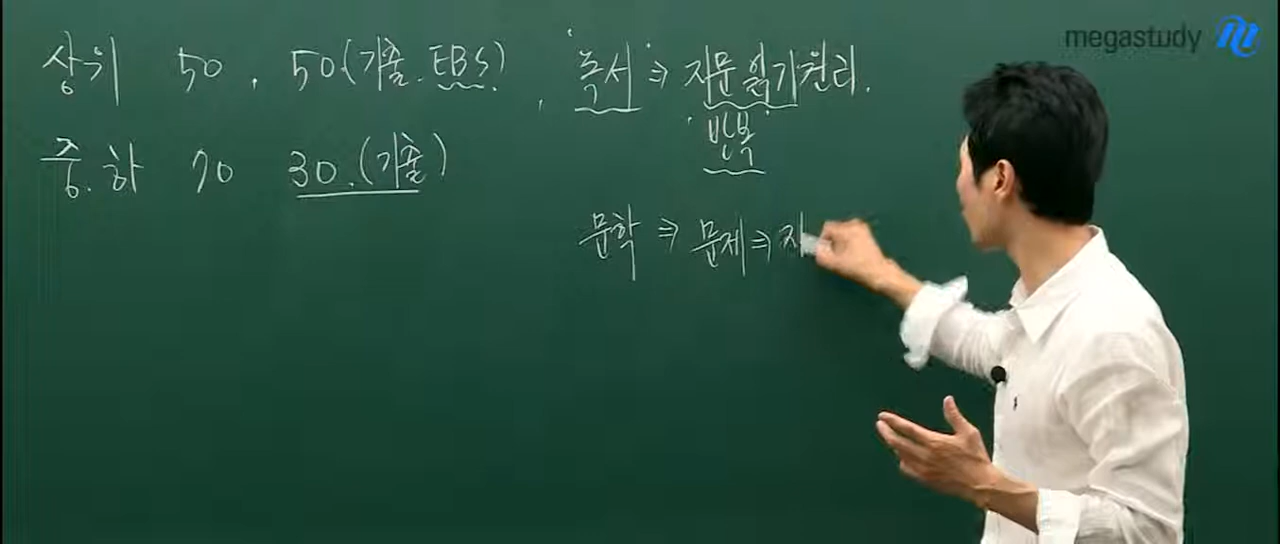 megastudy
상위 50, 50(기출. EBS), 독서 ⇒ 지문 읽기 원리.
반복
중.하 70 30.(기출)
문학 ⇒ 문제 ⇒ 지